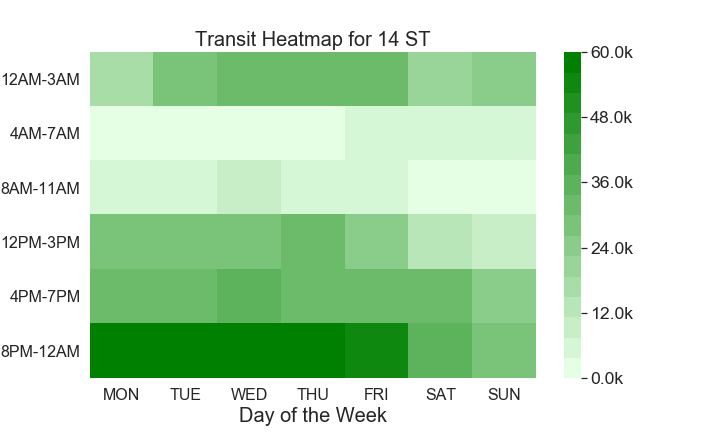 Transit Heatmap for 14 ST
12AM-3AM
4AM-7AM
8AM-11AM
12PM-3PM
4PM-7PM
8PM-12AM
MON TUE WED THU FRI SAT SUN
Day of the Week
60.0k
48.0k
36.0k
24.0k
12.0k
0.0k